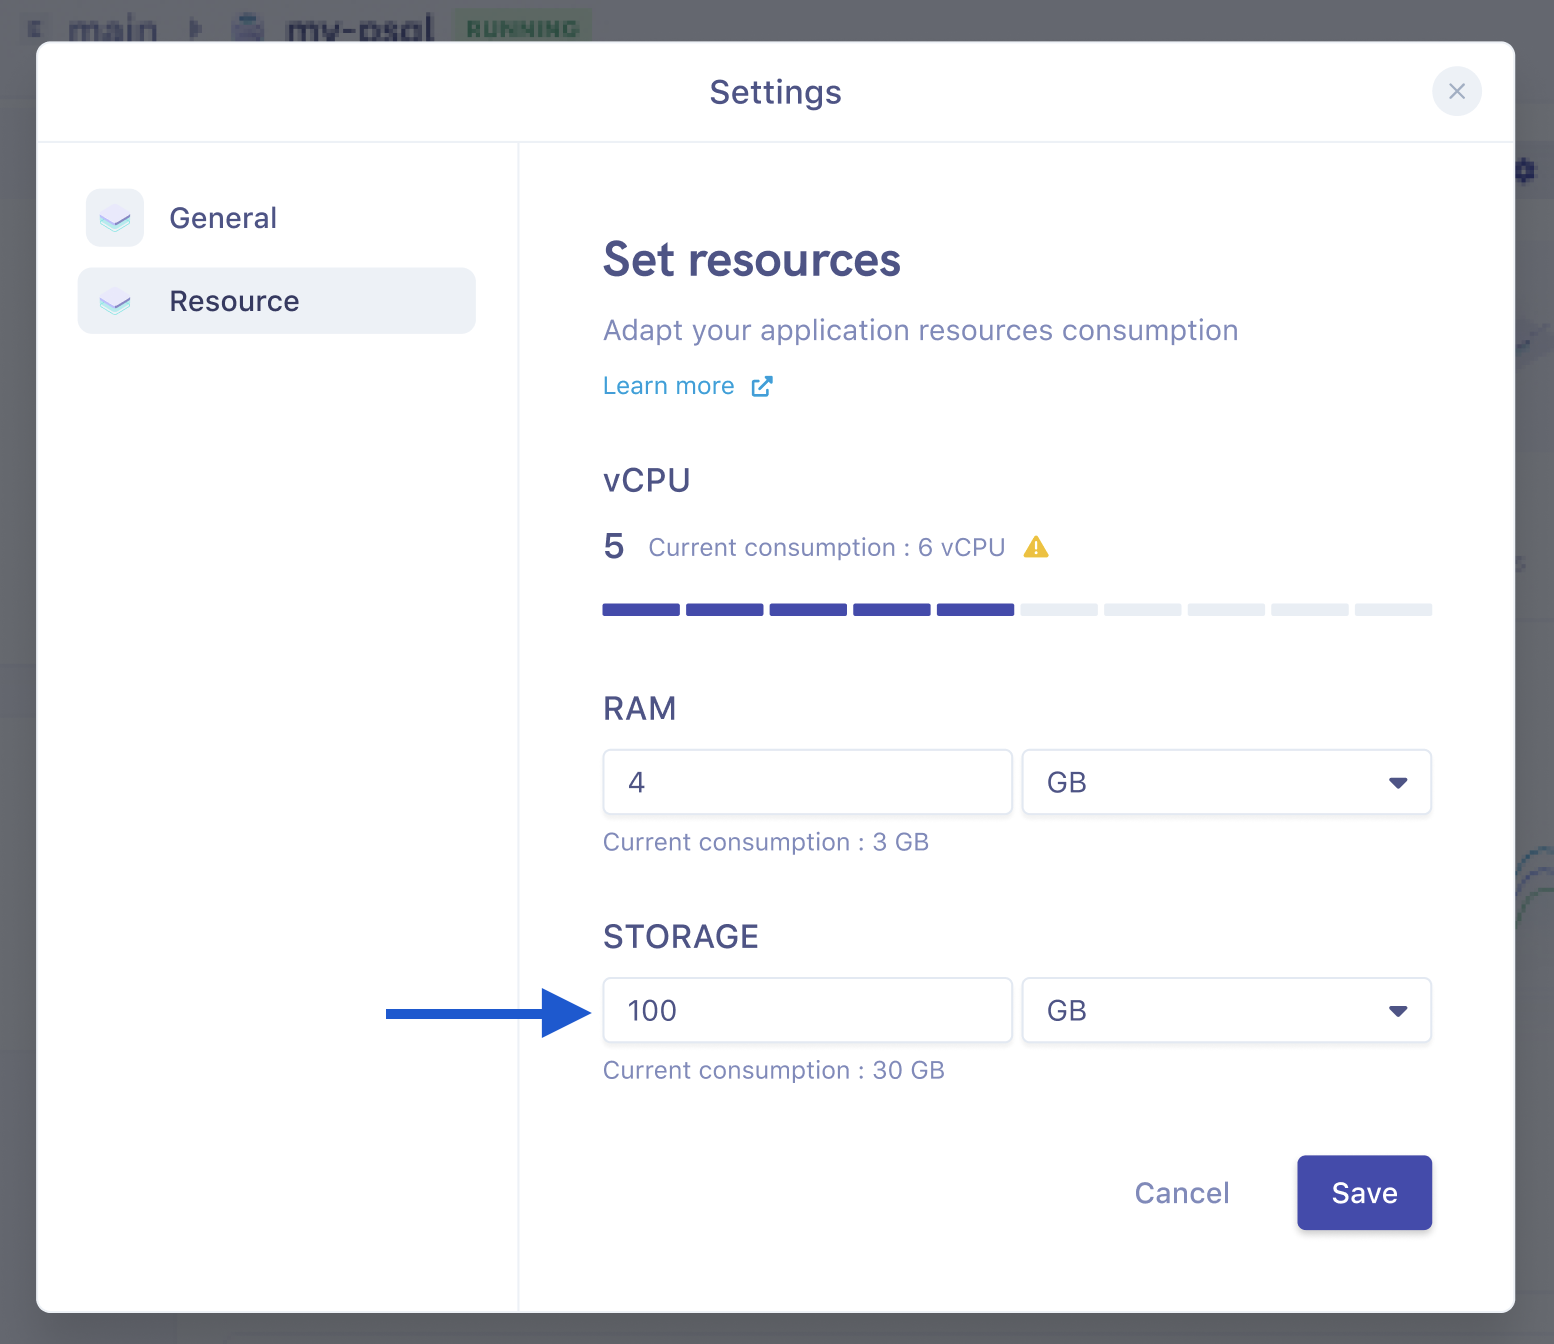 main my-psql RUNNING
Settings
General
Resource
Set resources
Adapt your application resources consumption
Learn more
vCPU
5 Current consumption : 6 vCPU
RAM
4 GB
Current consumption : 3 GB
STORAGE
100 GB
Current consumption : 30 GB
Cancel Save